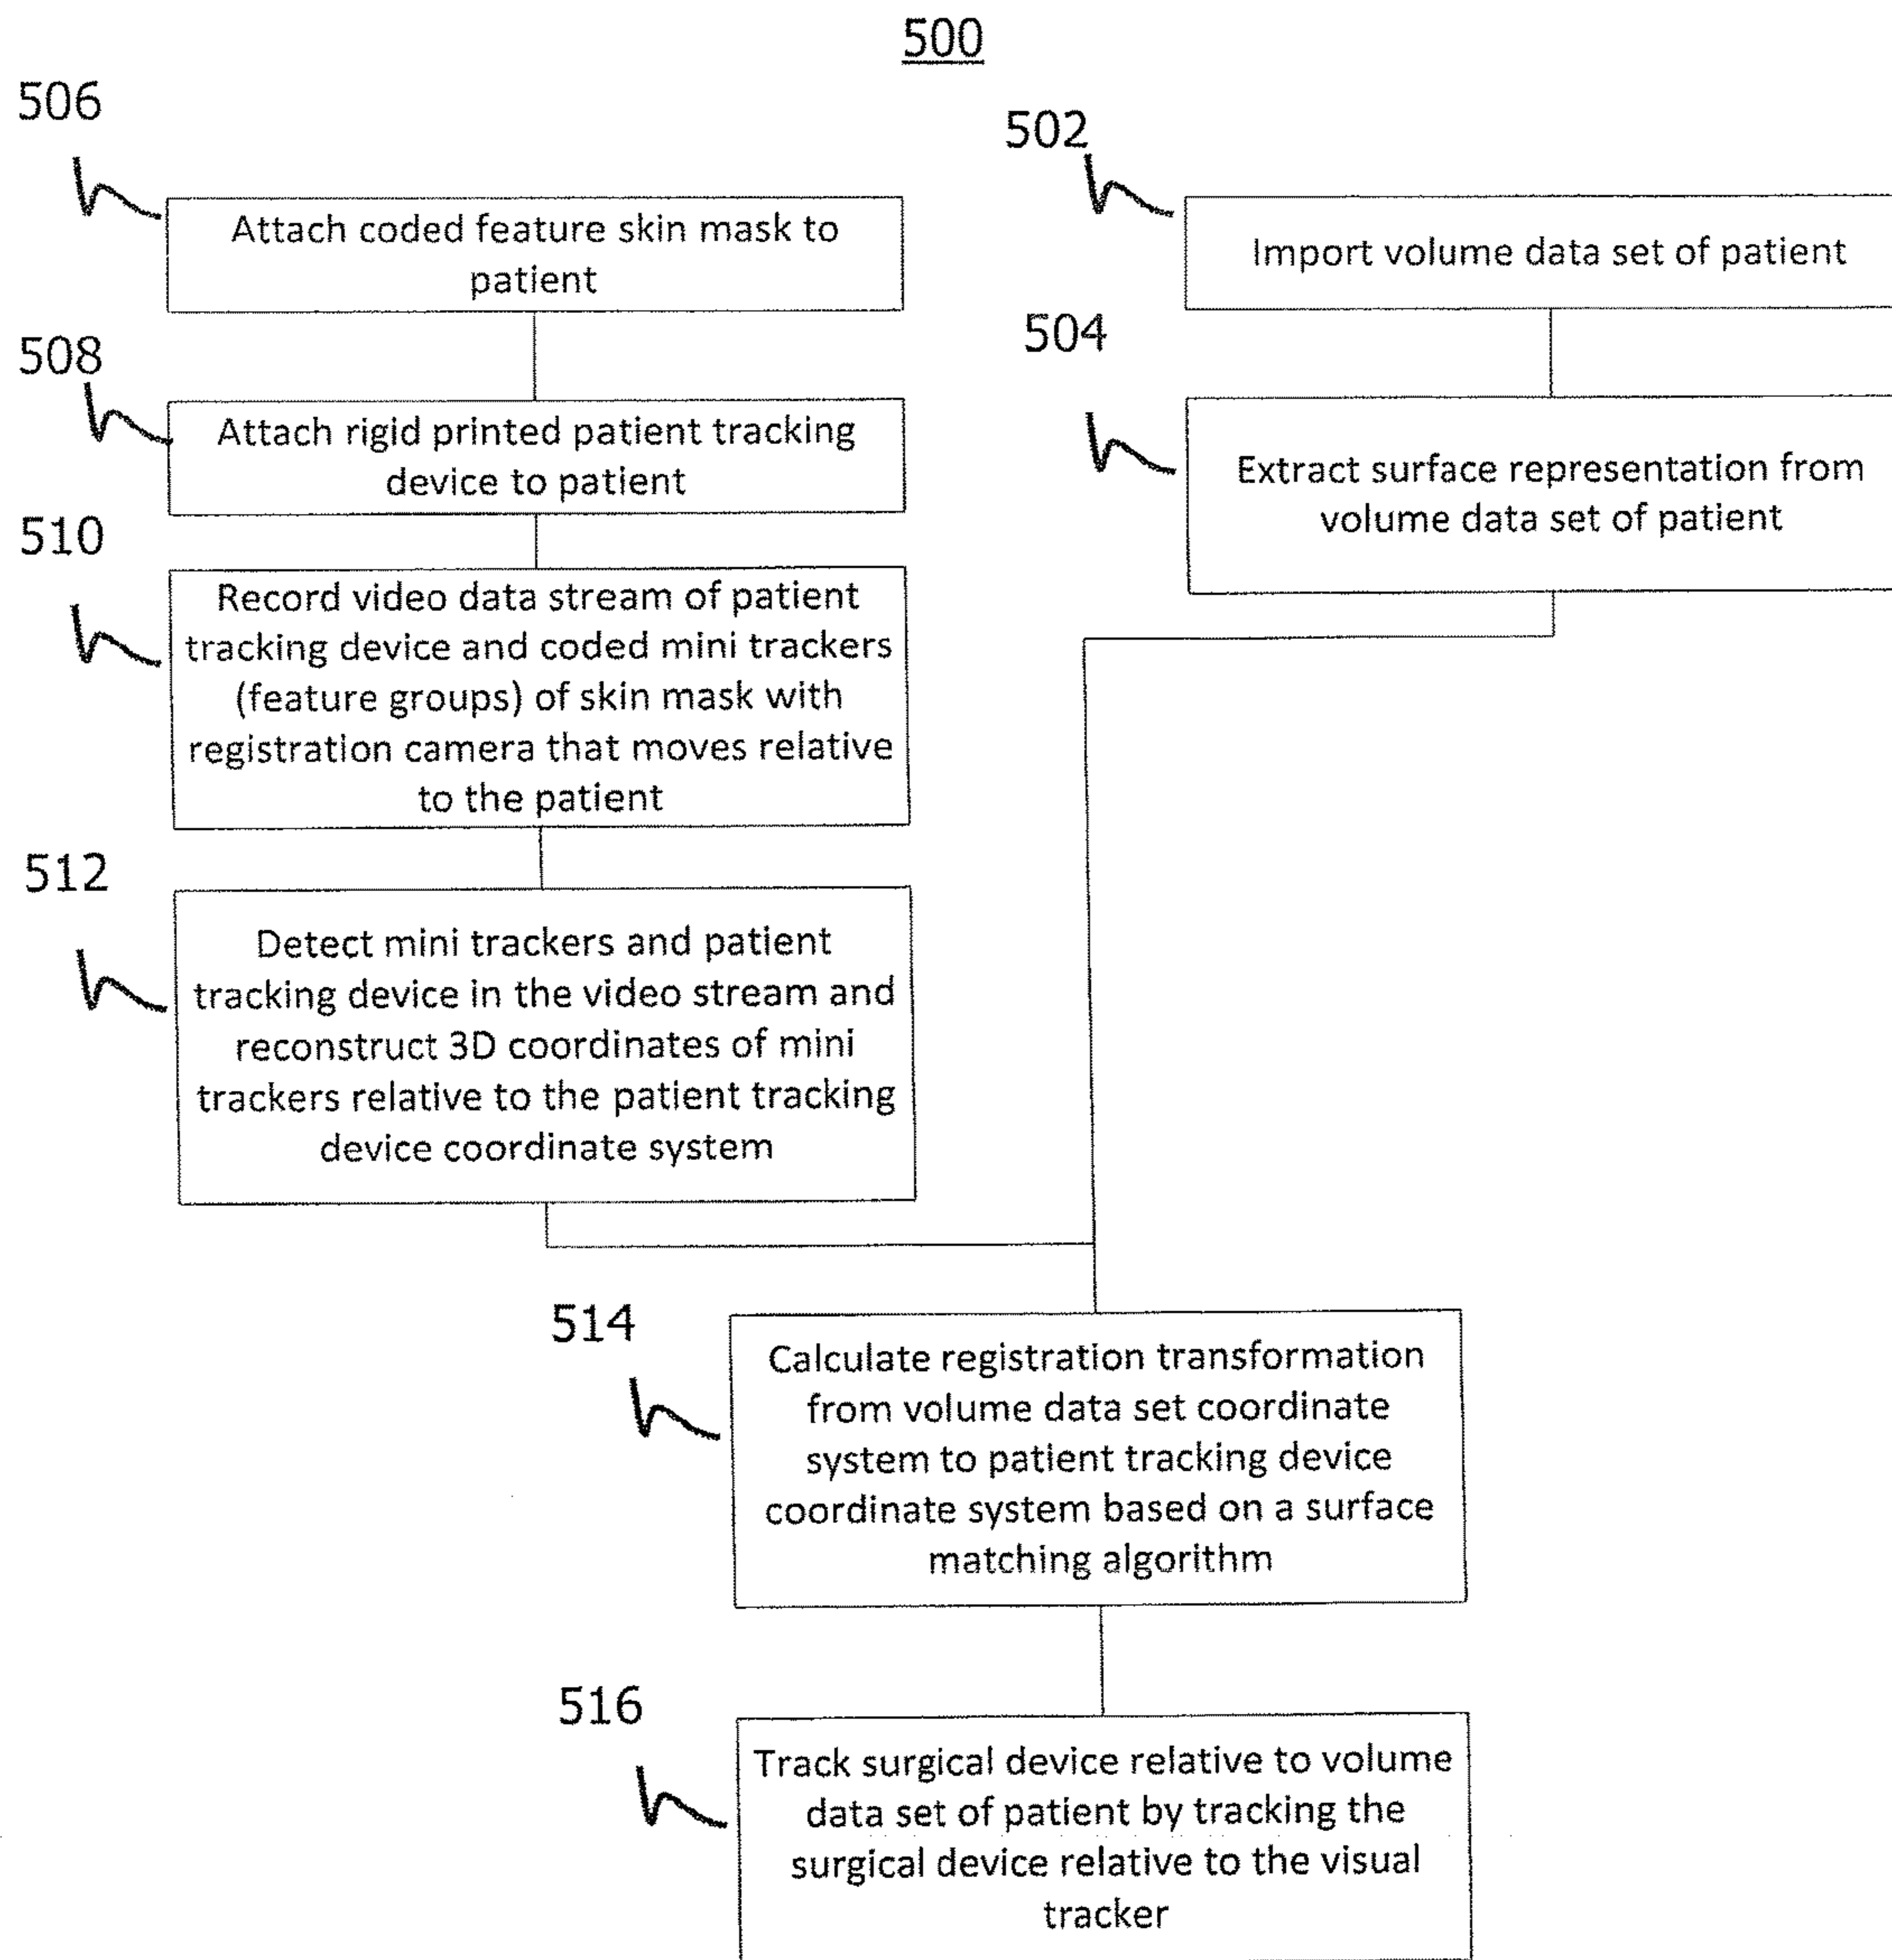 500
506
Attach coded feature skin mask to
patient
508
Attach rigid printed patient tracking
device to patient
510
Record video data stream of patient
tracking device and coded mini trackers
(feature groups) of skin mask with
registration camera that moves relative
to the patient
512
Detect mini trackers and patient
tracking device in the video stream and
reconstruct 3D coordinates of mini
trackers relative to the patient tracking
device coordinate system
502
Import volume data set of patient
504
Extract surface representation from
volume data set of patient
514
Calculate registration transformation
from volume data set coordinate
system to patient tracking device
coordinate system based on a surface
matching algorithm
516
Track surgical device relative to volume
data set of patient by tracking the
surgical device relative to the visual
tracker